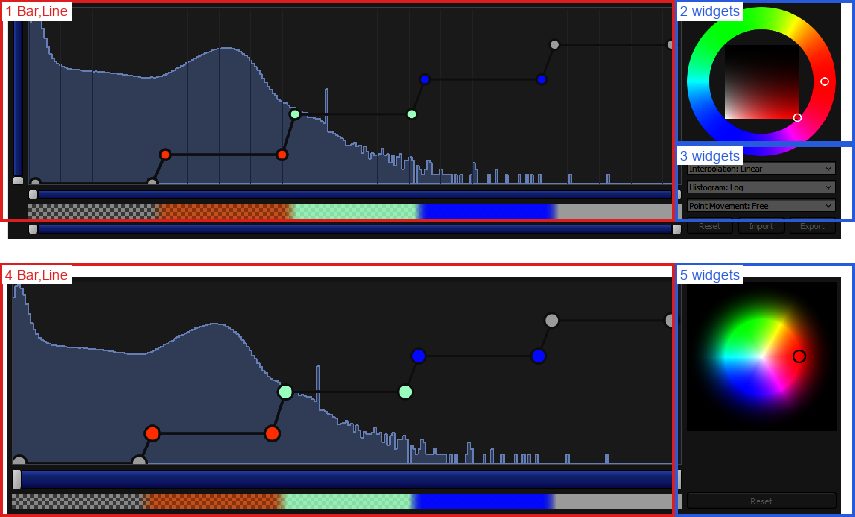 1 Bar,Line
2 widgets
3 widgets
Interpolation: Linear
Histogram: Log
Point Movement: Free
Reset Import Export
4 Bar,Line
5 widgets
Reset